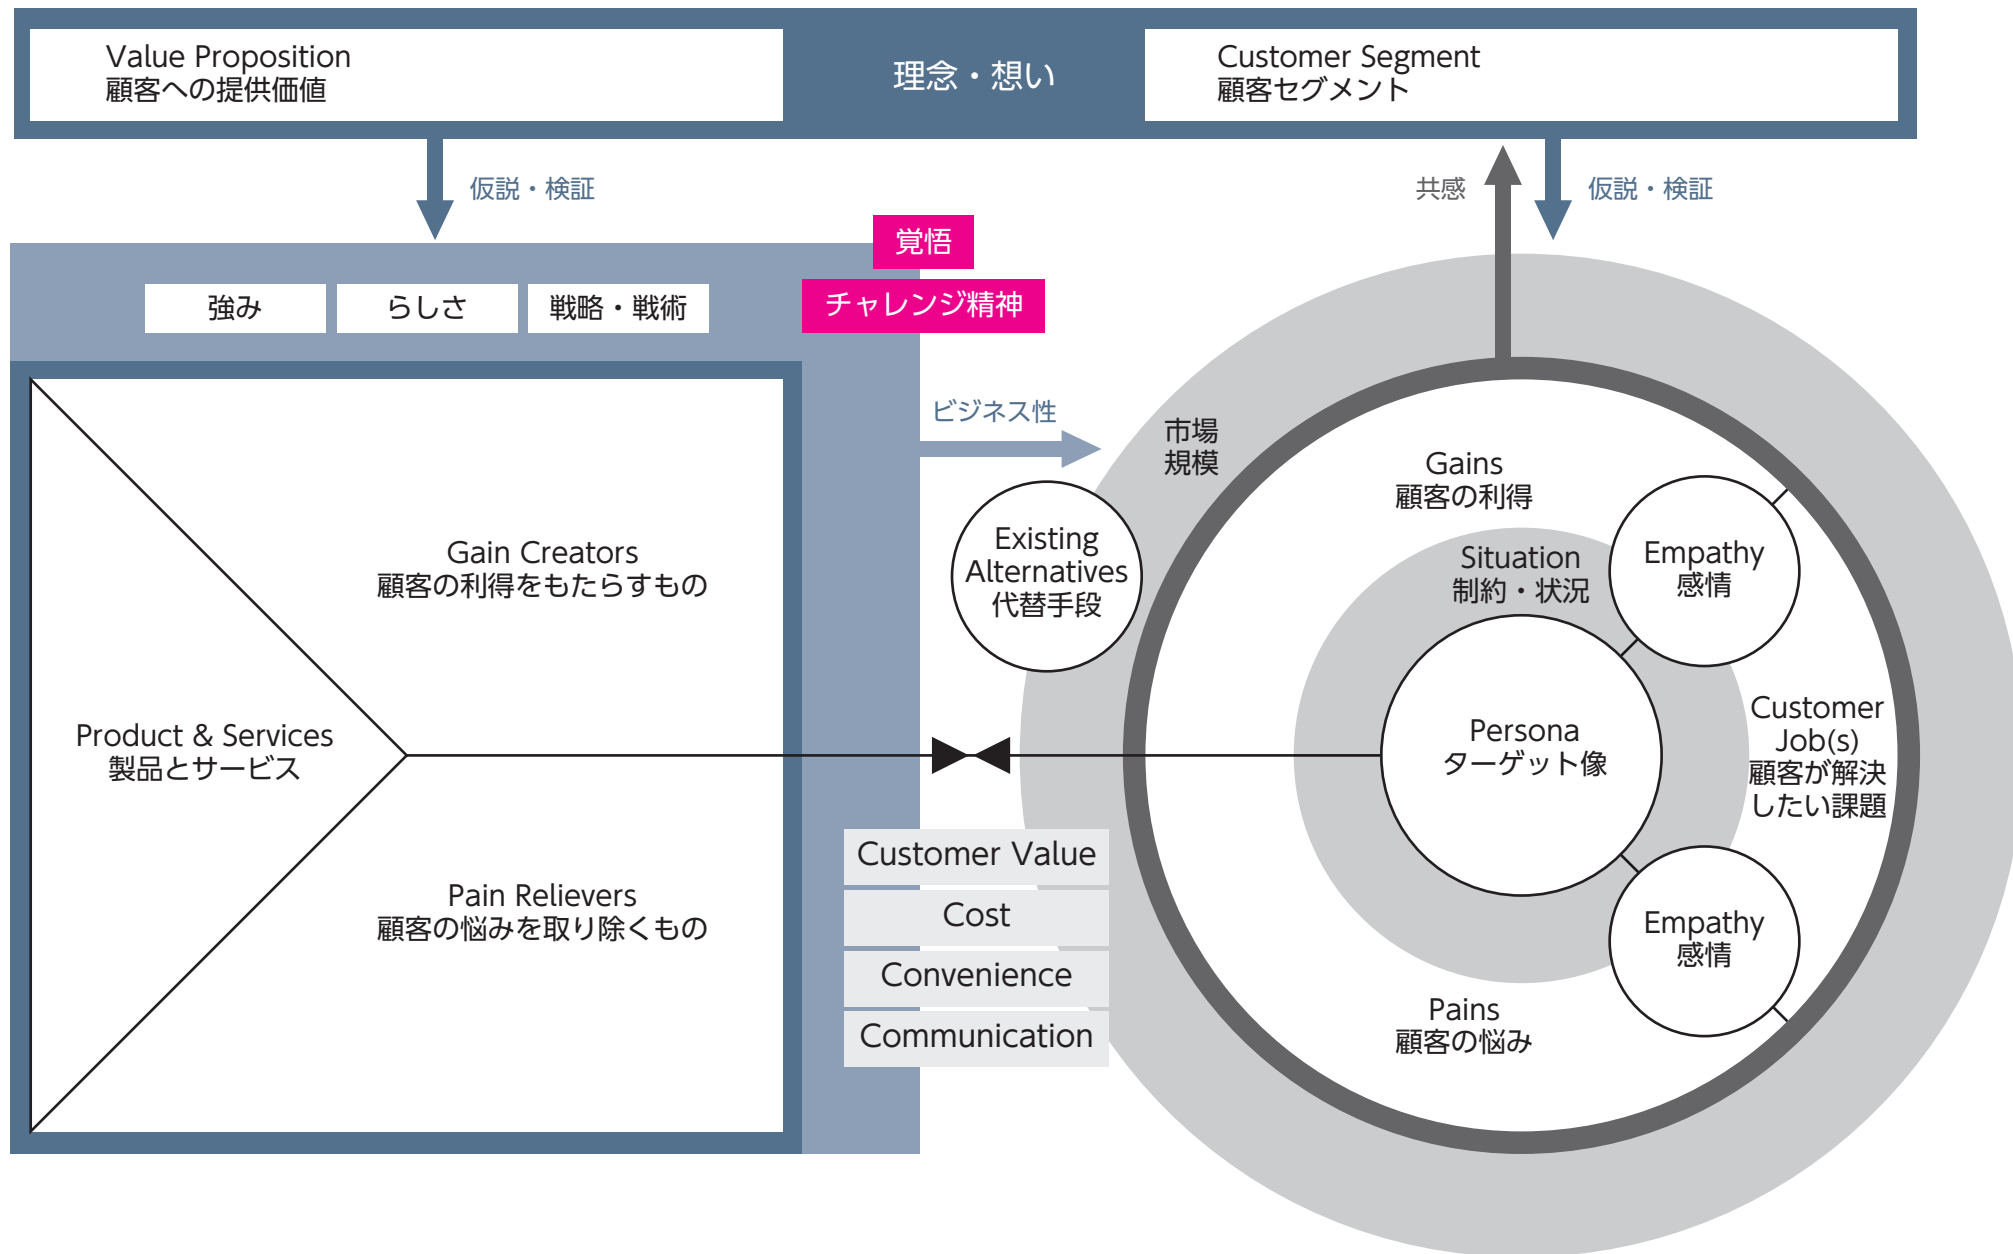 Value Proposition
顧客への提供価値
理念・想い
Customer Segment
顧客セグメント
仮説・検証
共感
仮説・検証
覚悟
チャレンジ精神
強み
らしさ
戦略・戦術
ビジネス性
市場
規模
Gain Creators
顧客の利得をもたらすもの
Product & Services
製品とサービス
Pain Relievers
顧客の悩みを取り除くもの
Existing
Alternatives
代替手段
Gains
顧客の利得
Situation
制約・状況
Empathy
感情
Persona
ターゲット像
Customer
Job(s)
顧客が解決
したい課題
Customer Value
Cost
Convenience
Communication
Empathy
感情
Pains
顧客の悩み